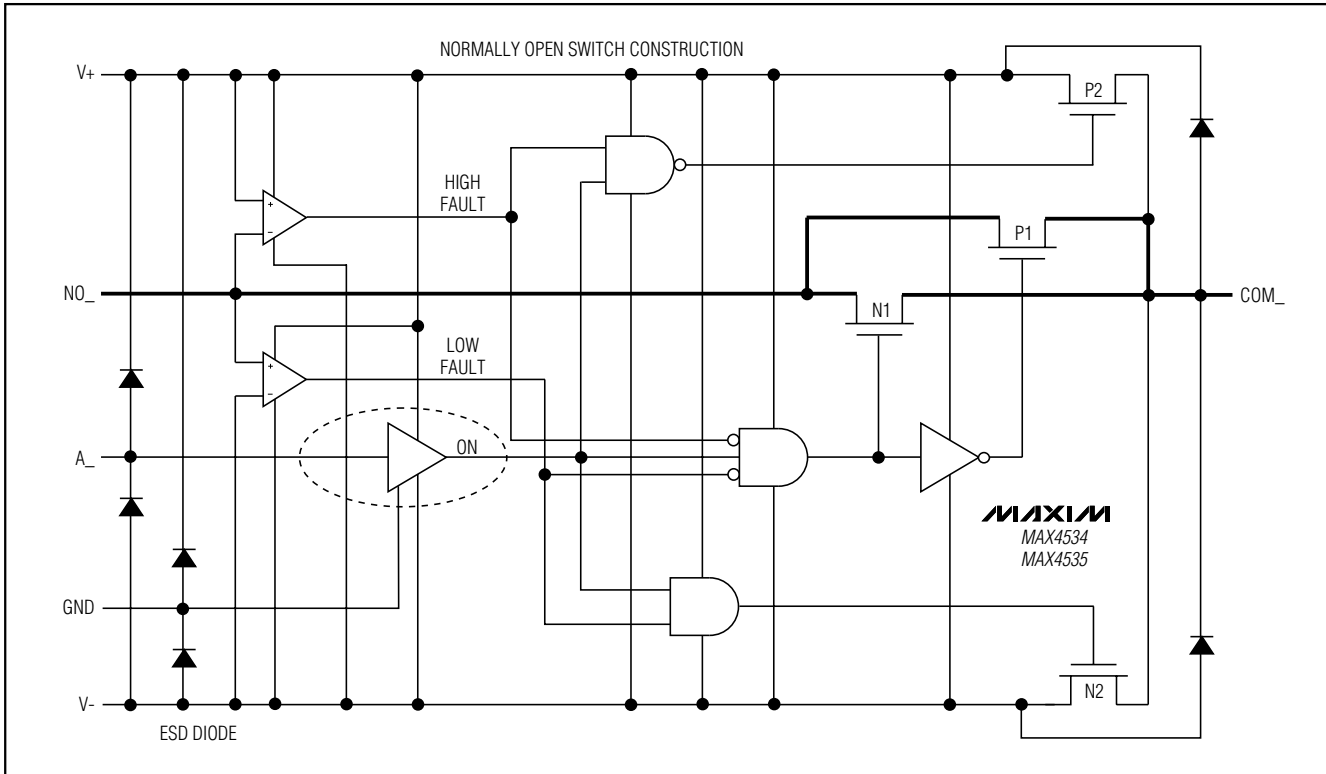 NORMALLY OPEN SWITCH CONSTRUCTION
V+
P2
HIGH
FAULT
+
-
P1
NO_
COM_
N1
LOW
FAULT
+
-
ON
A_
MAXIM
MAX4534
MAX4535
GND
N2
V-
ESD DIODE